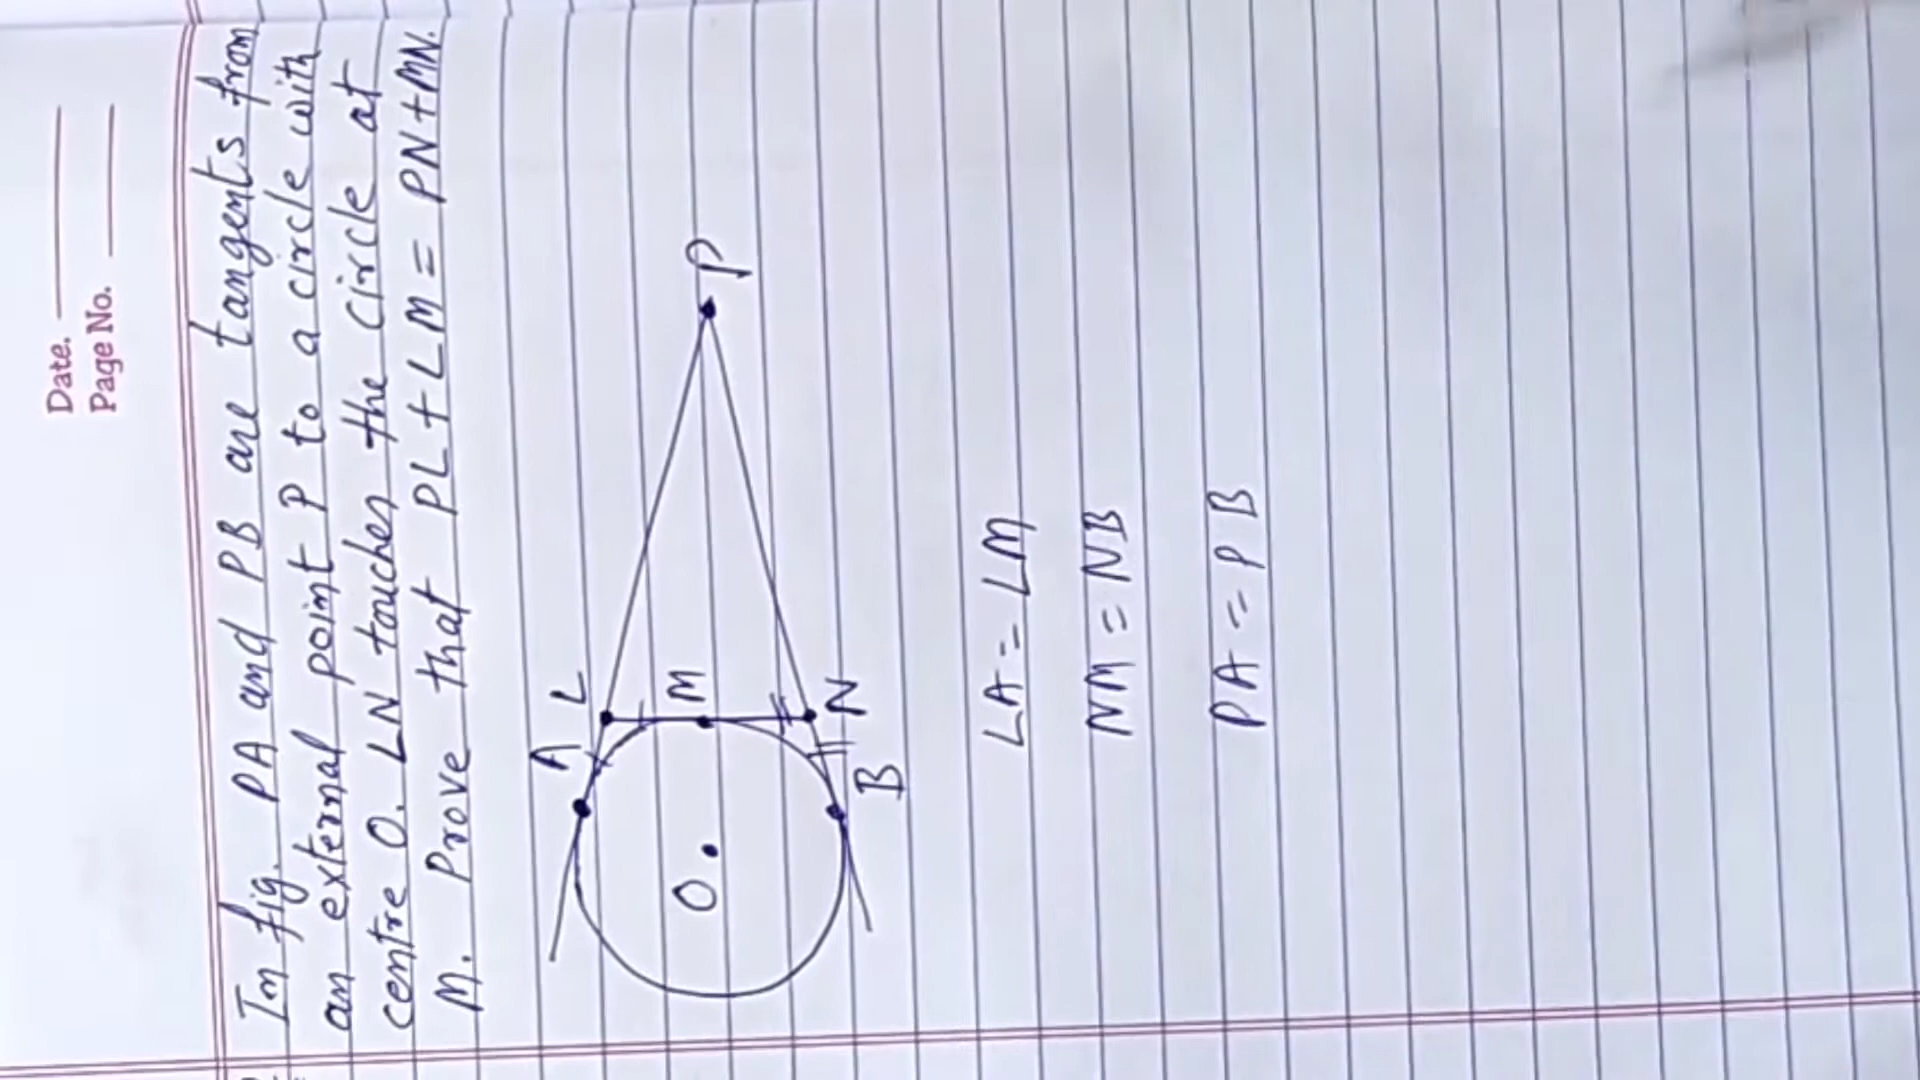 Date.
Page No.
In fig. PA and PB are tangents from
an external point P to a circle with
centre O. LN touches the circle at
M. Prove that PL + LM = PN + MN.
A
L
M
P
O
N
B
LA = LM
NM = NB
PA = PB